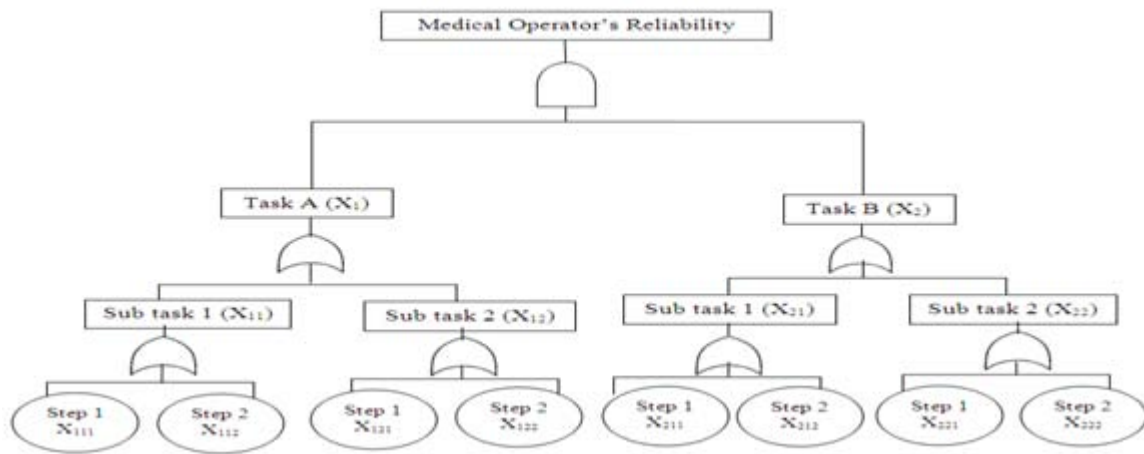 Medical Operator's Reliability
Task A (X₁)
Task B (X₂)
Sub task 1 (X₁₁)
Sub task 2 (X₁₂)
Sub task 1 (X₂₁)
Sub task 2 (X₂₂)
Step 1
X₁₁₁
Step 2
X₁₁₂
Step 1
X₁₂₁
Step 2
X₁₂₂
Step 1
X₂₁₁
Step 2
X₂₁₂
Step 1
X₂₂₁
Step 2
X₂₂₂